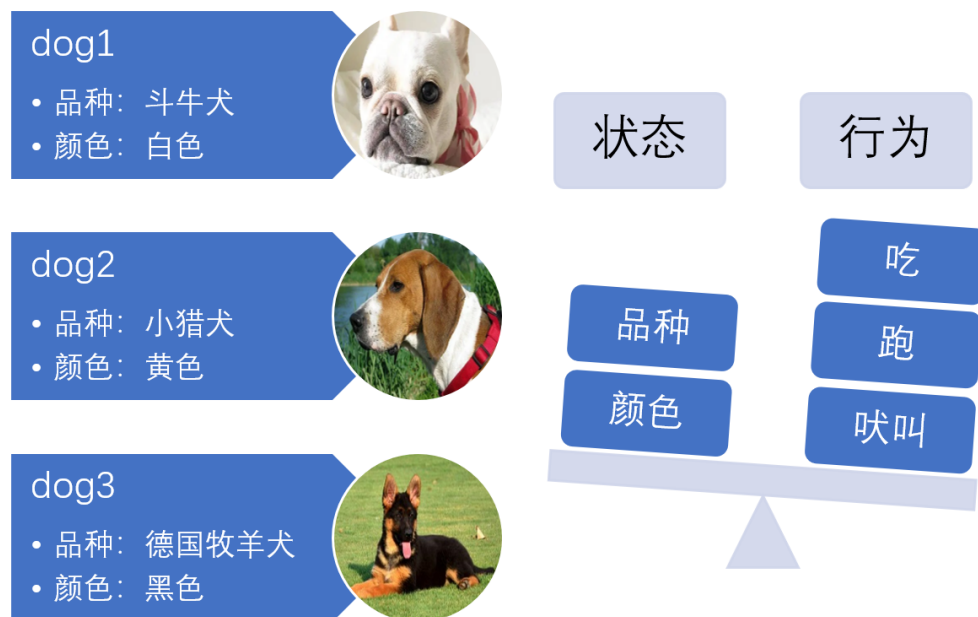 dog1
• 品种：斗牛犬
• 颜色：白色
dog2
• 品种：小猎犬
• 颜色：黄色
dog3
• 品种：德国牧羊犬
• 颜色：黑色
状态
行为
品种
颜色
吃
跑
吠叫